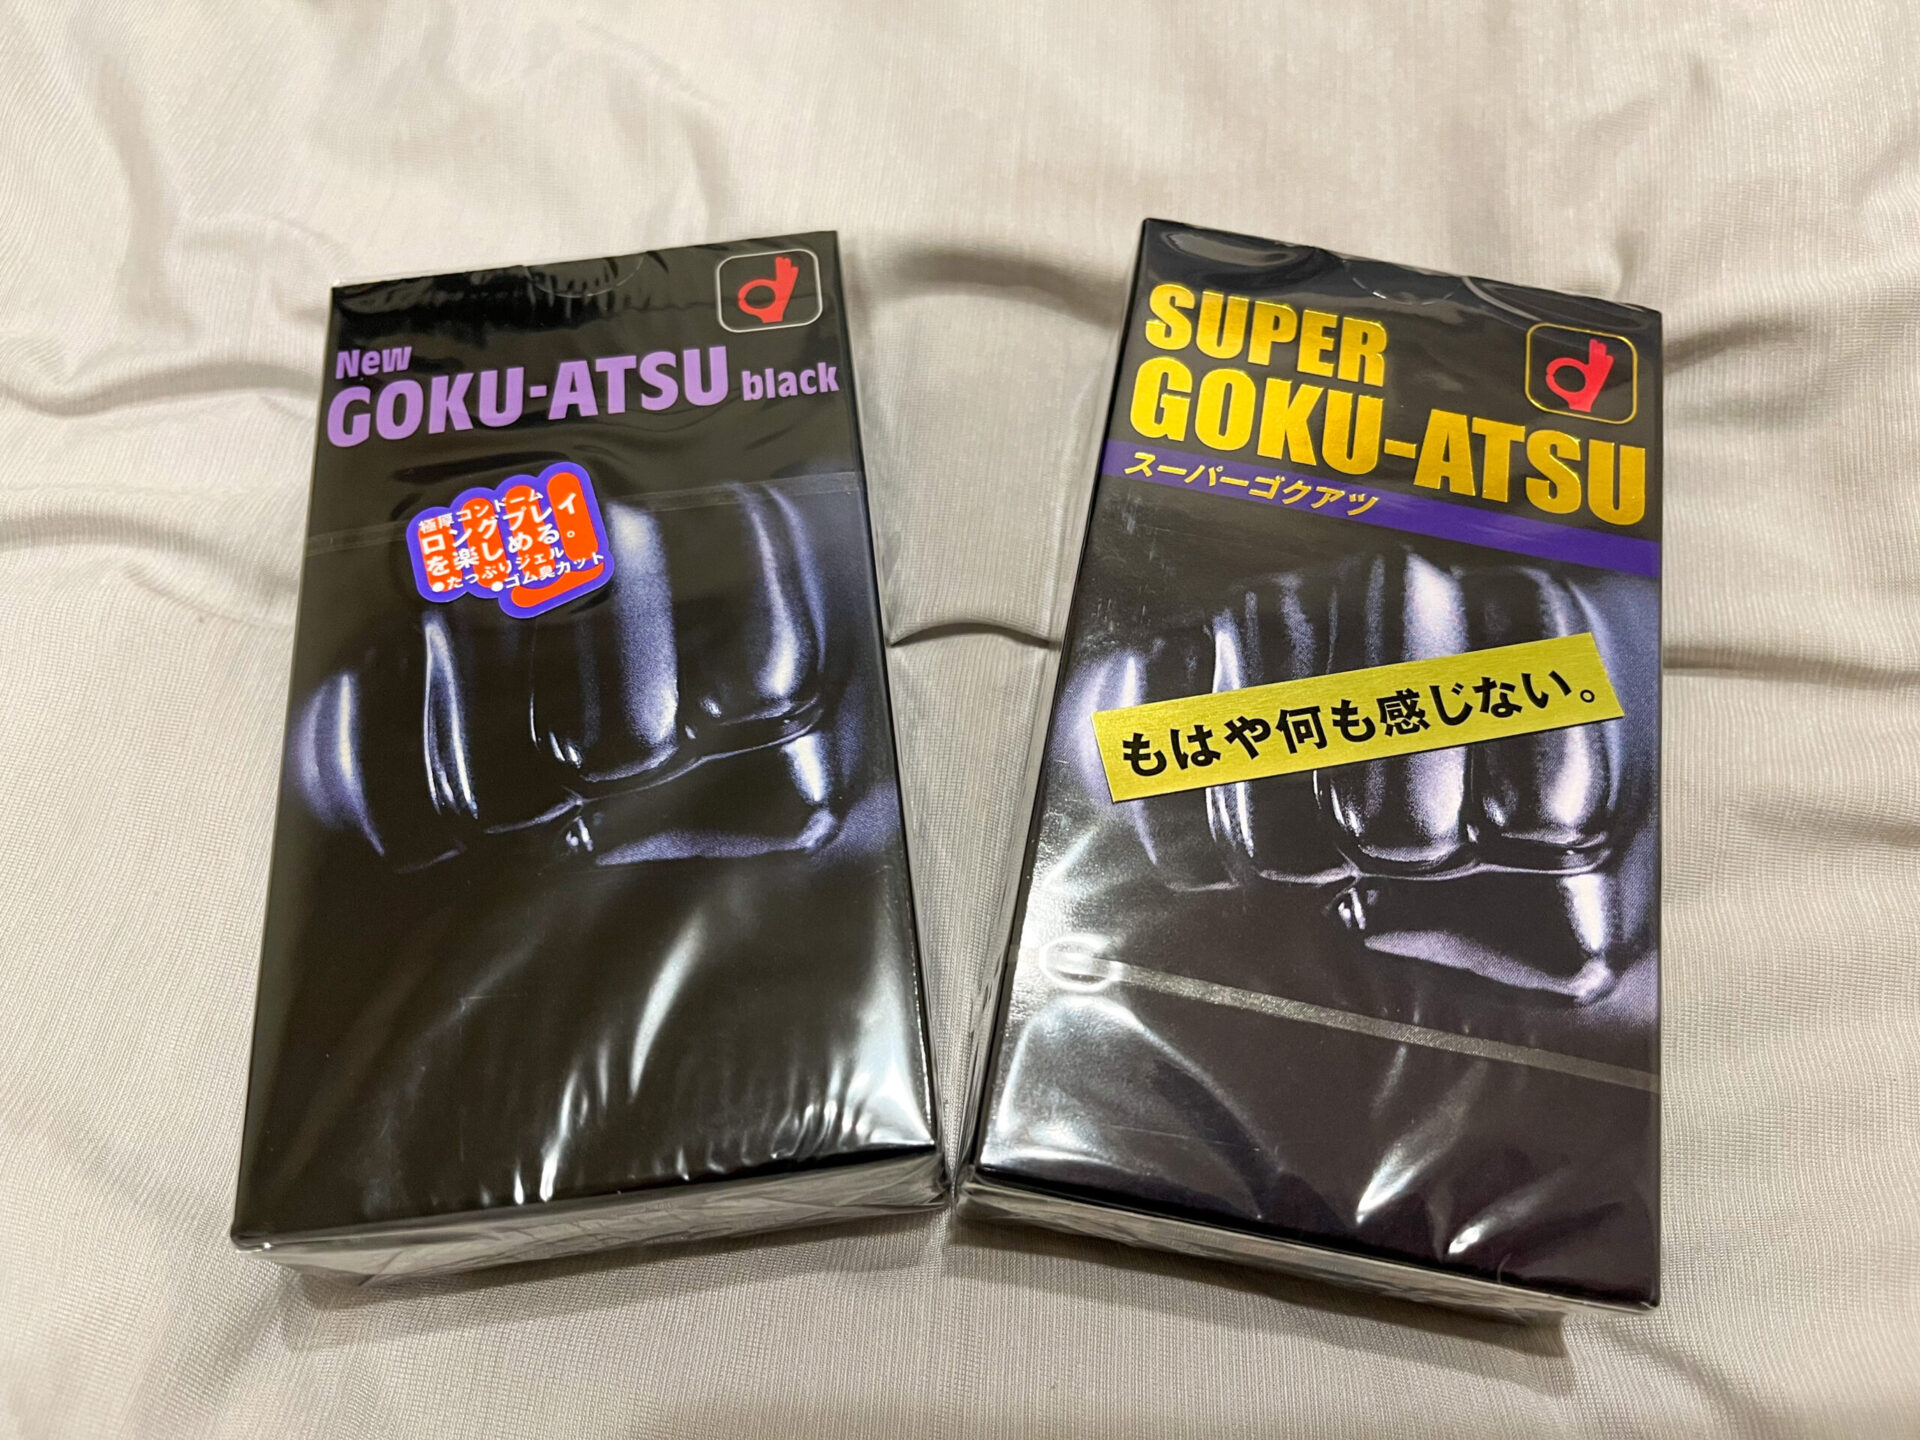 New
GOKU-ATSU black
極厚コンドーム
ロングプレイ
を楽しめる。
●たっぷりジェル
●ゴム臭カット
SUPER
GOKU-ATSU
スーパーゴクアツ
もはや何も感じない。